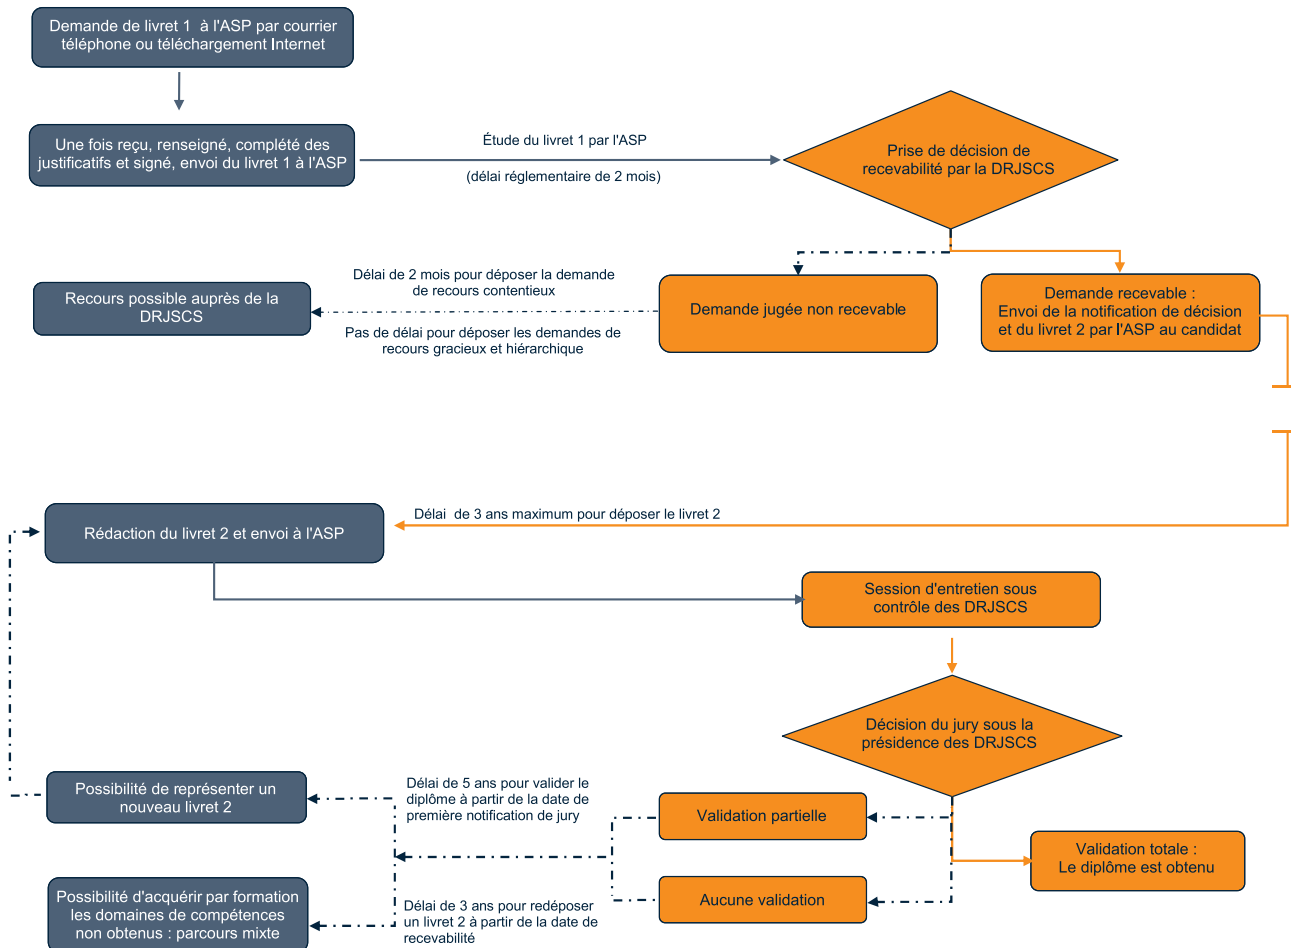 Demande de livret 1 à l'ASP par courrier
téléphone ou téléchargement Internet
Une fois reçu, renseigné, complété des
justificatifs et signé, envoi du livret 1 à l'ASP
Étude du livret 1 par l'ASP
(délai réglementaire de 2 mois)
Prise de décision de
recevabilité par la DRJSCS
Recours possible auprès de la
DRJSCS
Délai de 2 mois pour déposer la demande
de recours contentieux
Pas de délai pour déposer les demandes de
recours gracieux et hiérarchique
Demande jugée non recevable
Demande recevable :
Envoi de la notification de décision
et du livret 2 par l'ASP au candidat
Rédaction du livret 2 et envoi à l'ASP
Délai de 3 ans maximum pour déposer le livret 2
Session d'entretien sous
contrôle des DRJSCS
Décision du jury sous la
présidence des DRJSCS
Possibilité de représenter un
nouveau livret 2
Délai de 5 ans pour valider le
diplôme à partir de la date de
première notification de jury
Validation partielle
Validation totale :
Le diplôme est obtenu
Possibilité d'acquérir par formation
les domaines de compétences
non obtenus : parcours mixte
Délai de 3 ans pour redéposer
un livret 2 à partir de la date de
recevabilité
Aucune validation